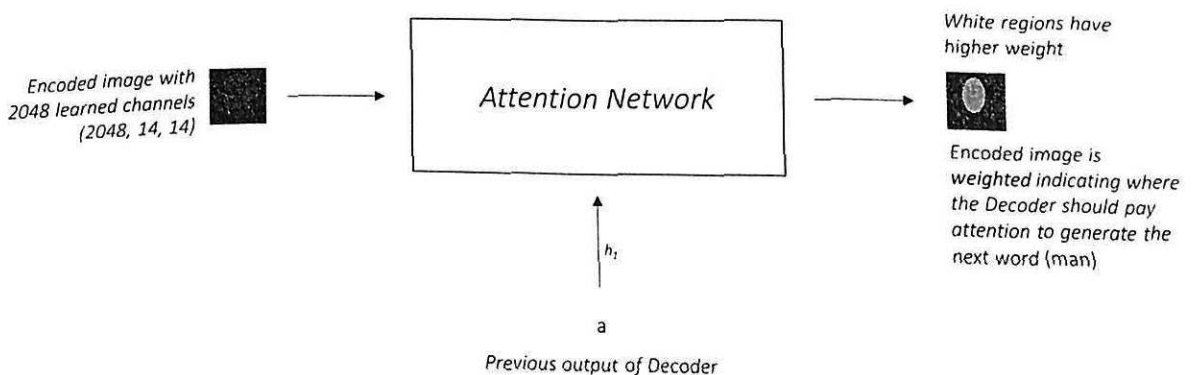 Encoded image with
2048 learned channels
(2048, 14, 14)
Attention Network
White regions have
higher weight
Encoded image is
weighted indicating where
the Decoder should pay
attention to generate the
next word (man)
h₁
a
Previous output of Decoder